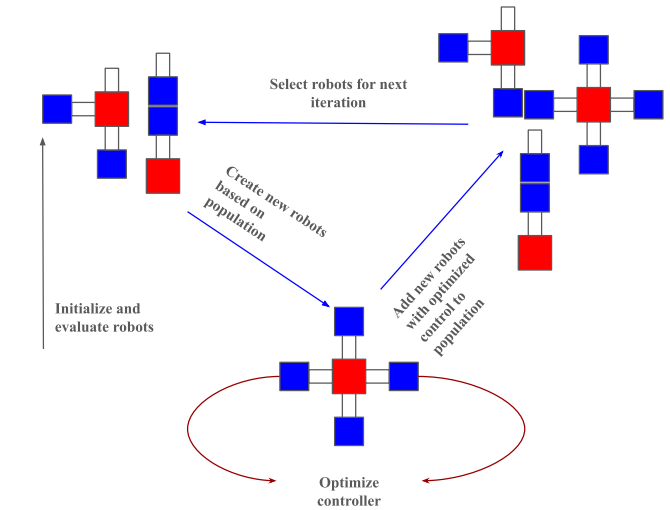 Select robots for next
iteration
Create new robots
based on
population
Add new robots
with optimized
control to
population
Initialize and
evaluate robots
Optimize
controller